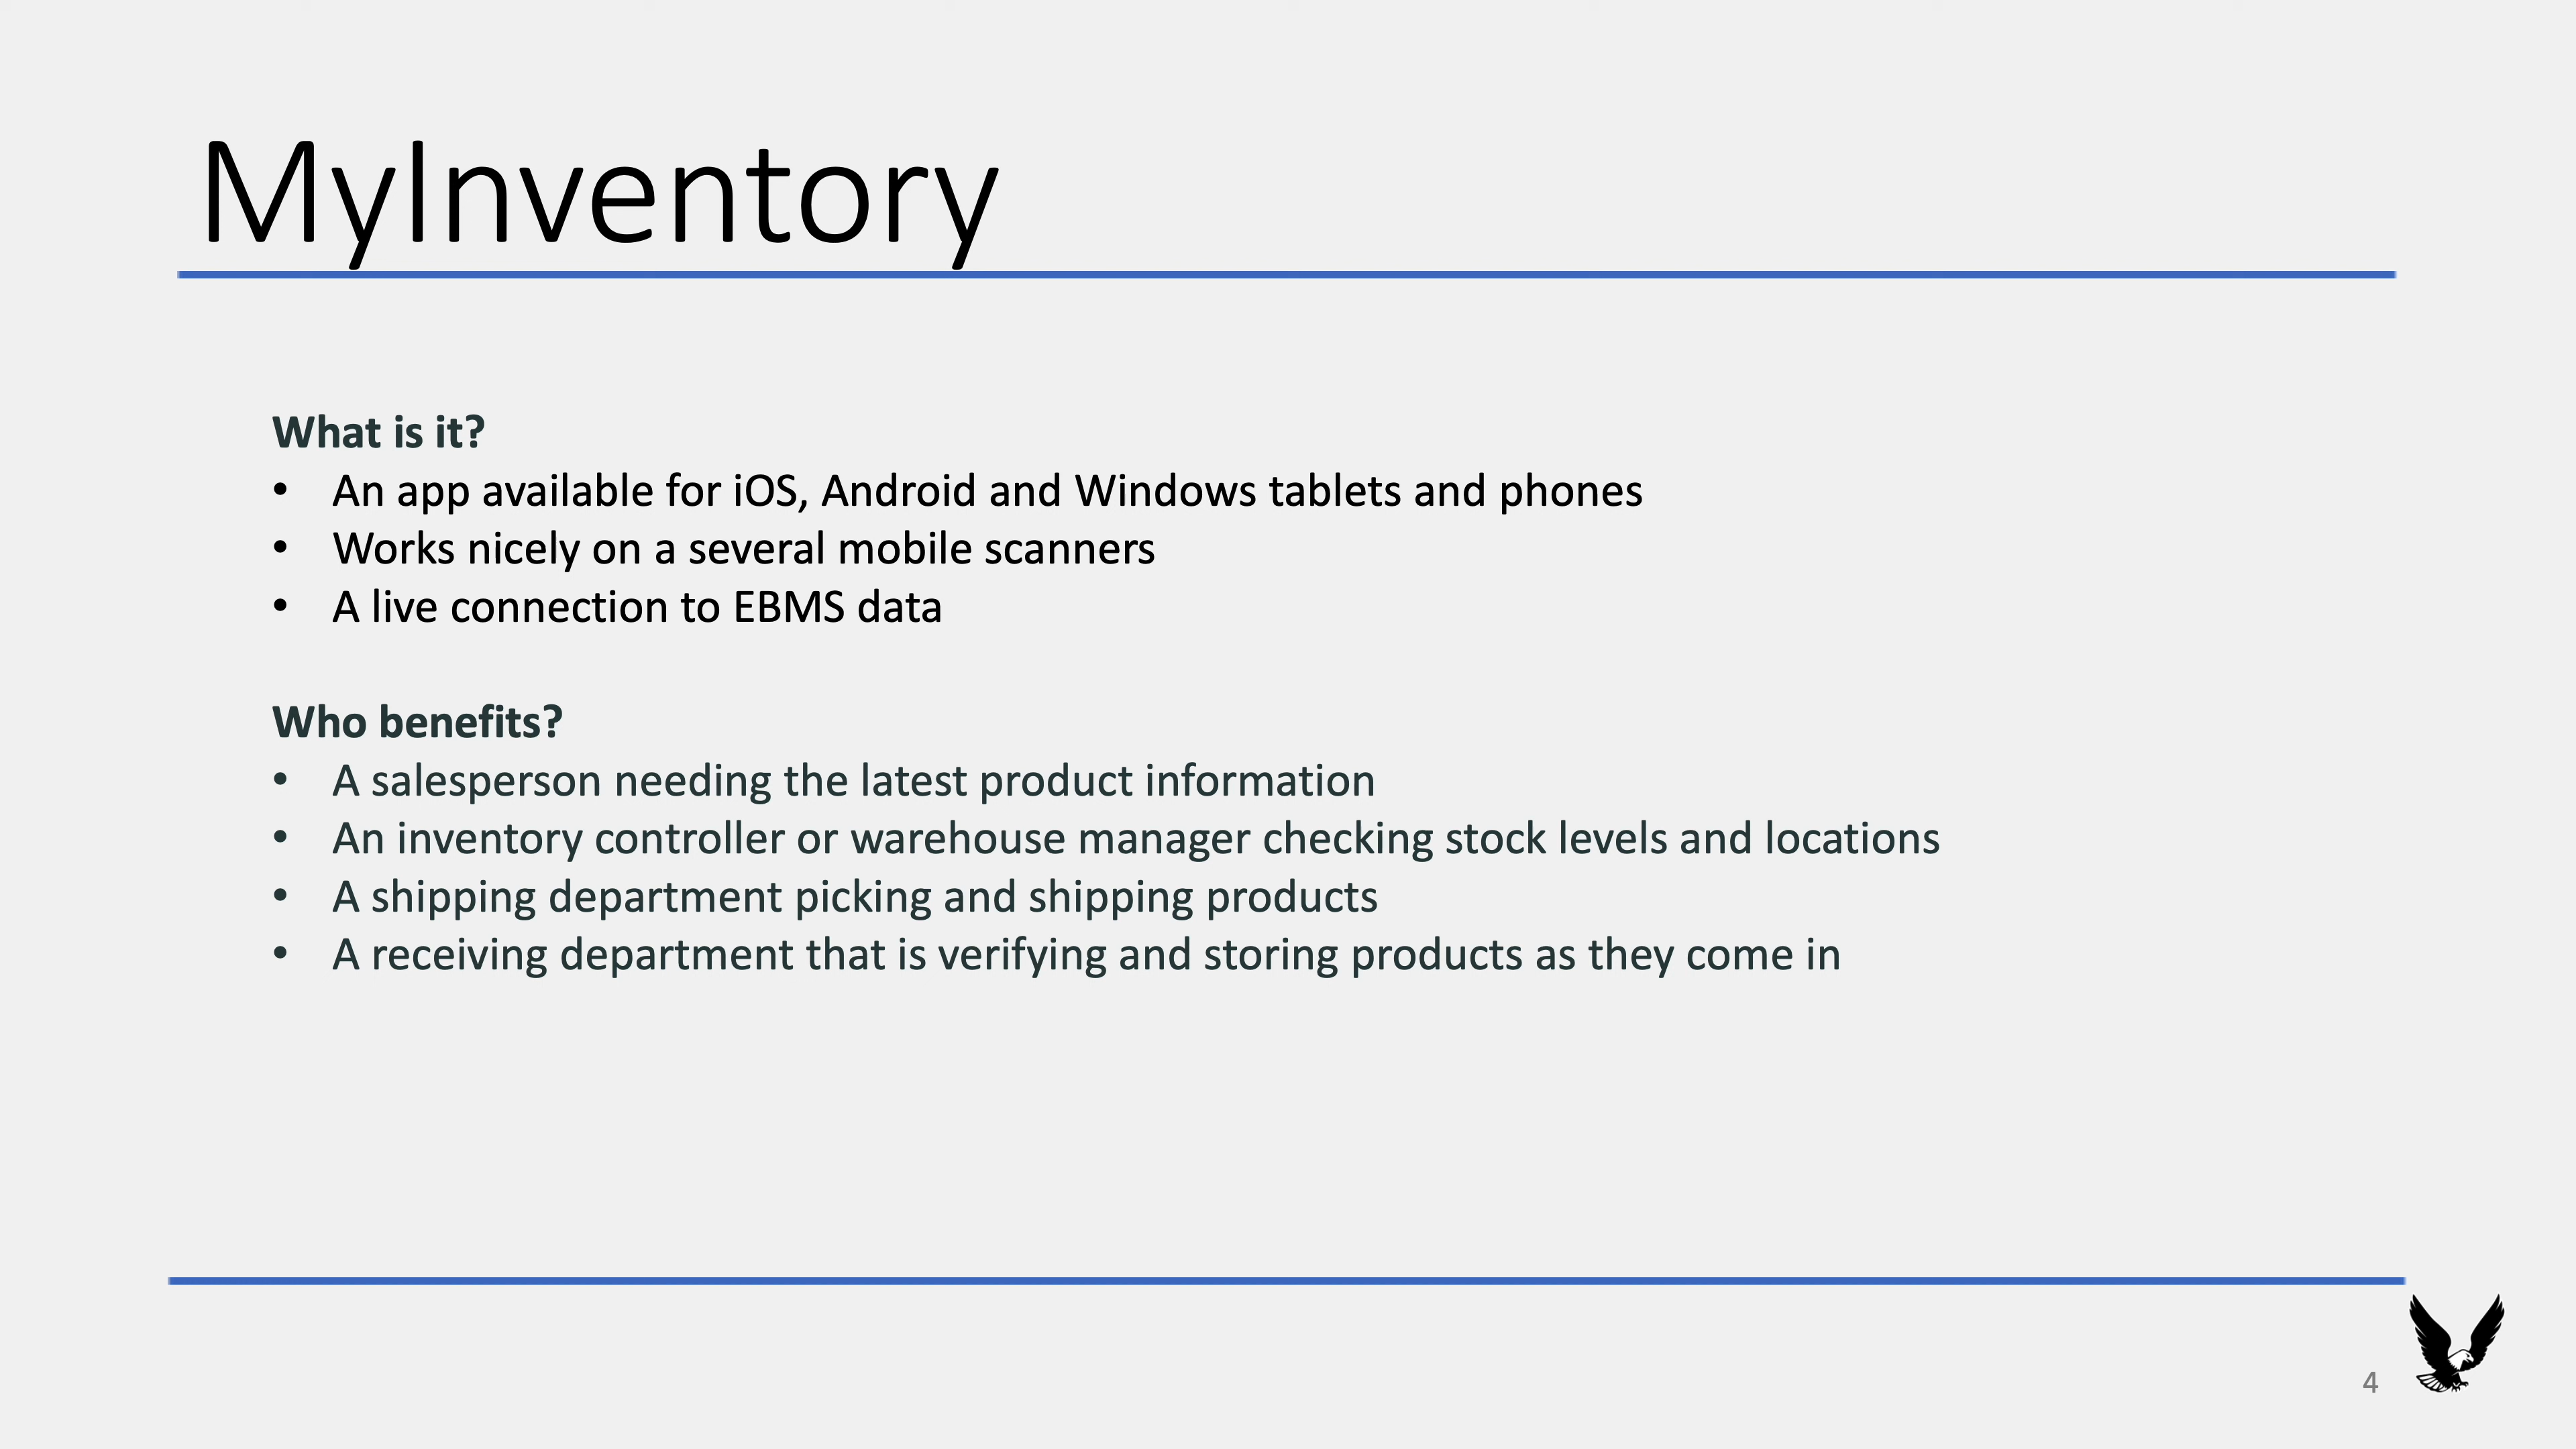 MyInventory
What is it?
• An app available for iOS, Android and Windows tablets and phones
• Works nicely on a several mobile scanners
• A live connection to EBMS data
Who benefits?
• A salesperson needing the latest product information
• An inventory controller or warehouse manager checking stock levels and locations
• A shipping department picking and shipping products
• A receiving department that is verifying and storing products as they come in
4